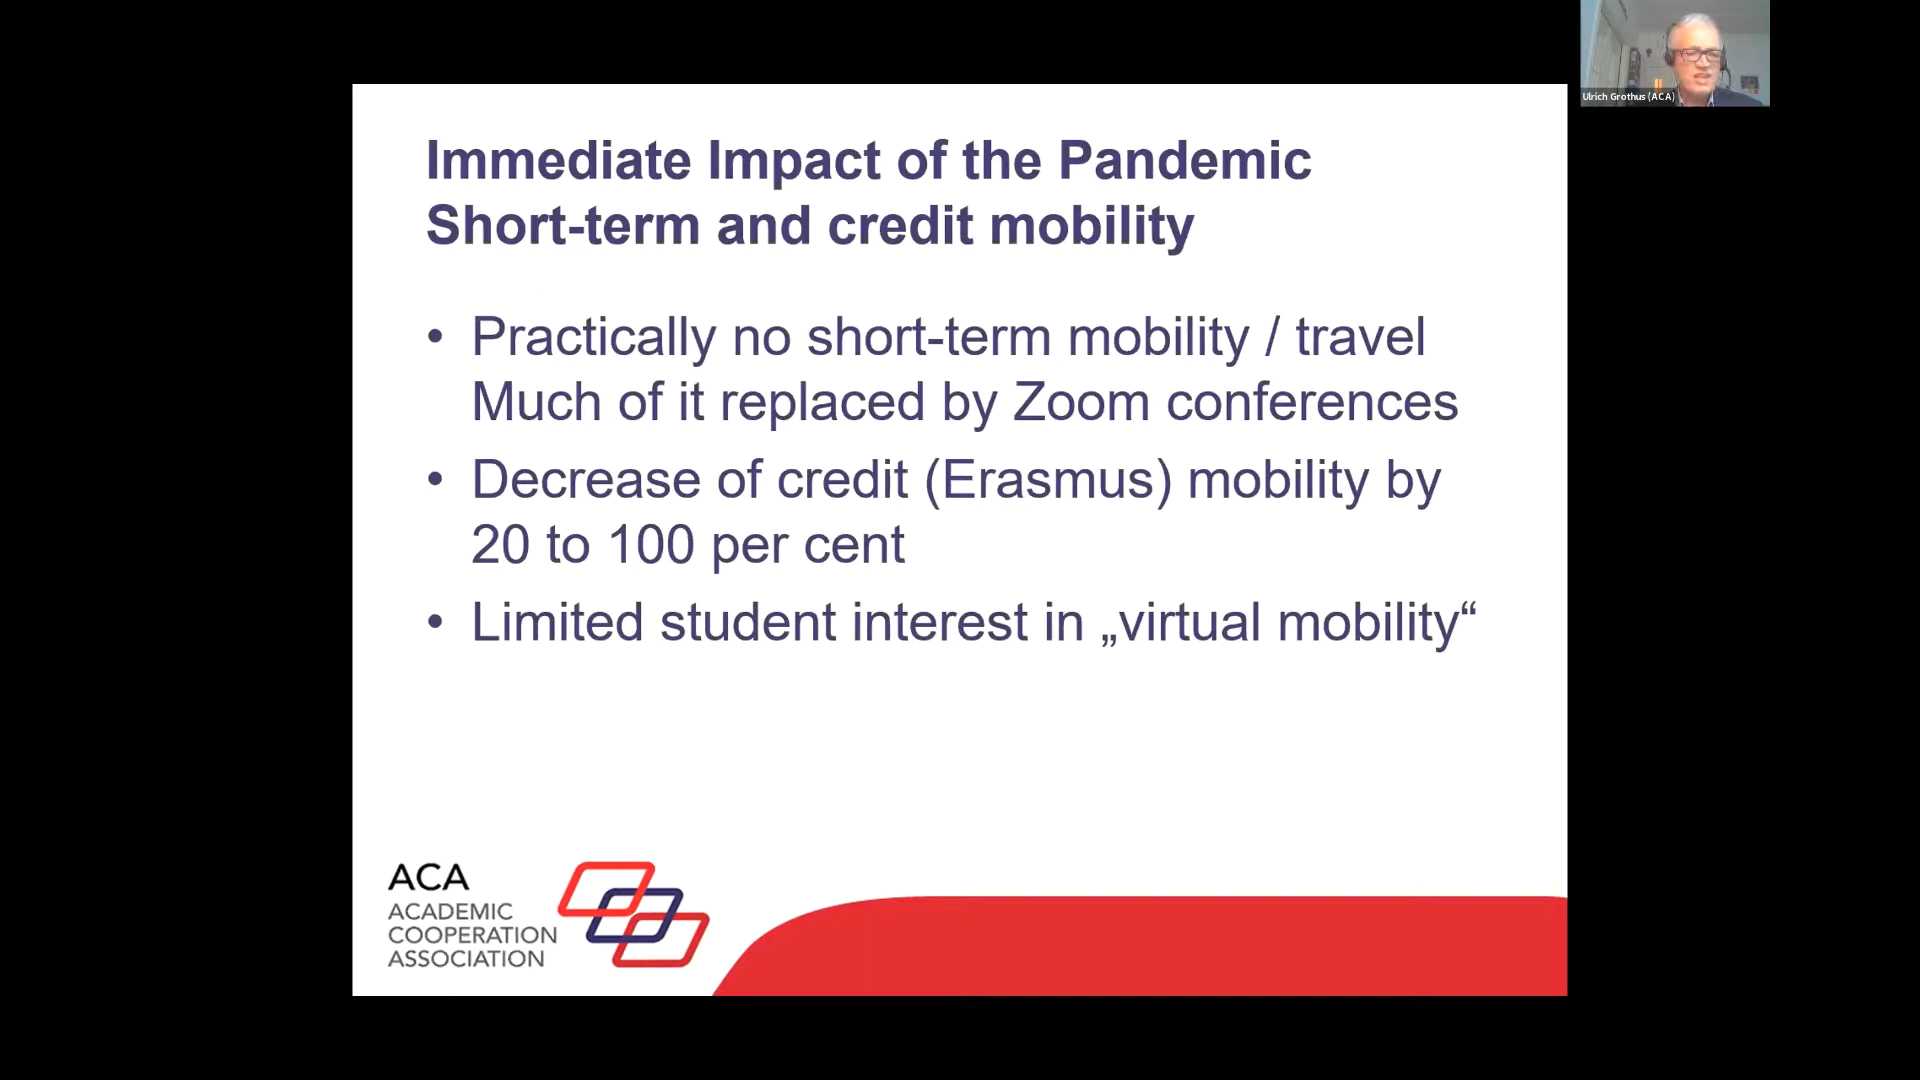 Ulrich Grothus (ACA)
Immediate Impact of the Pandemic
Short-term and credit mobility
• Practically no short-term mobility / travel
Much of it replaced by Zoom conferences
• Decrease of credit (Erasmus) mobility by
20 to 100 per cent
• Limited student interest in „virtual mobility“
ACA
ACADEMIC
COOPERATION
ASSOCIATION